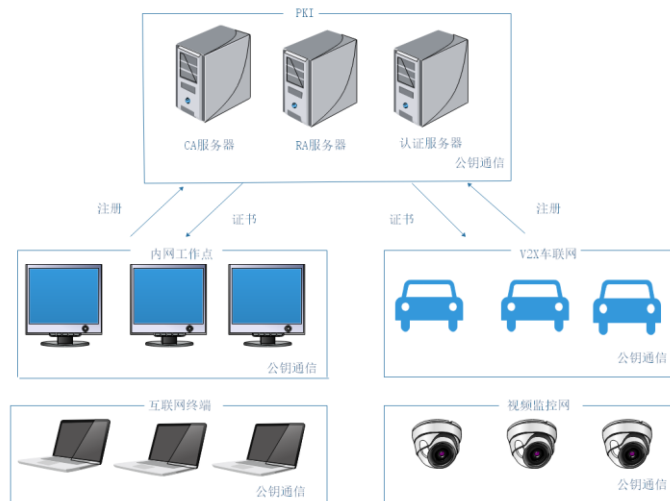 PKI
CA服务器
RA服务器
认证服务器
公钥通信
注册
证书
证书
注册
内网工作点
V2X车联网
公钥通信
公钥通信
互联网终端
视频监控网
公钥通信
公钥通信